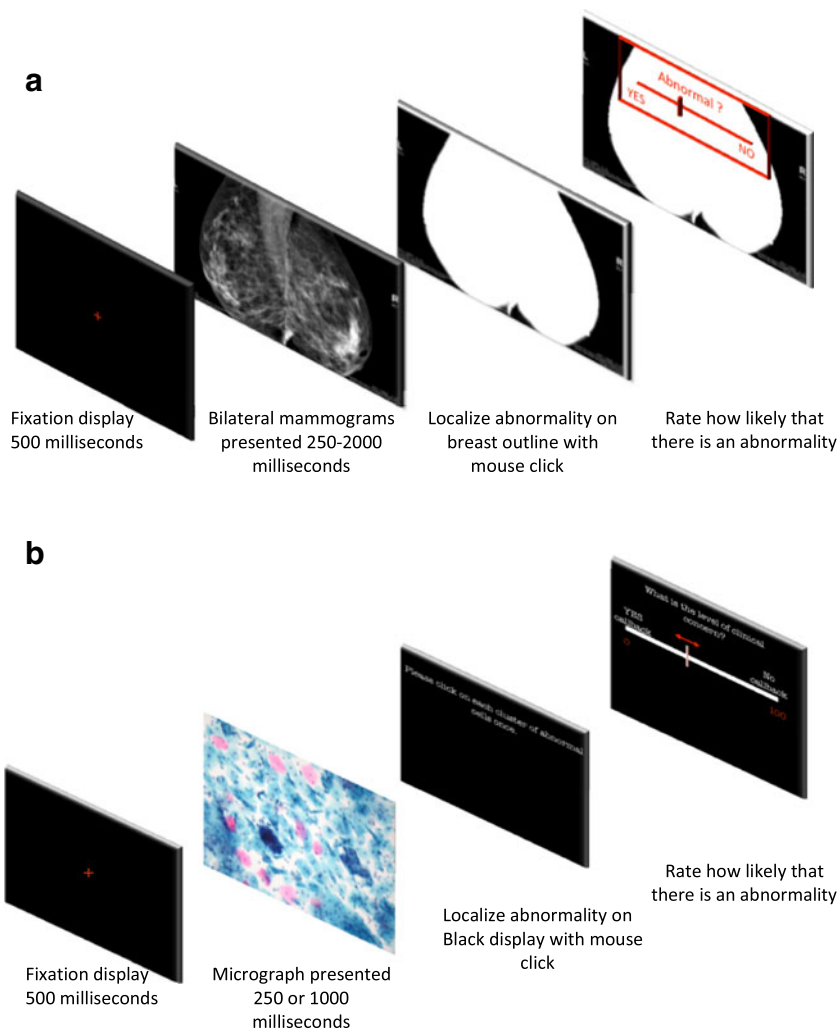 a
Abnormal ?
YES
NO
R
R
R
Fixation display
500 milliseconds
Bilateral mammograms
presented 250-2000
milliseconds
Localize abnormality on
breast outline with
mouse click
Rate how likely that
there is an abnormality
b
What is the level of clinical
concern?
YES
callback
No
callback
0
100
Please click on each cluster of abnormal
cells once.
Fixation display
500 milliseconds
Micrograph presented
250 or 1000
milliseconds
Localize abnormality on
Black display with mouse
click
Rate how likely that
there is an abnormality